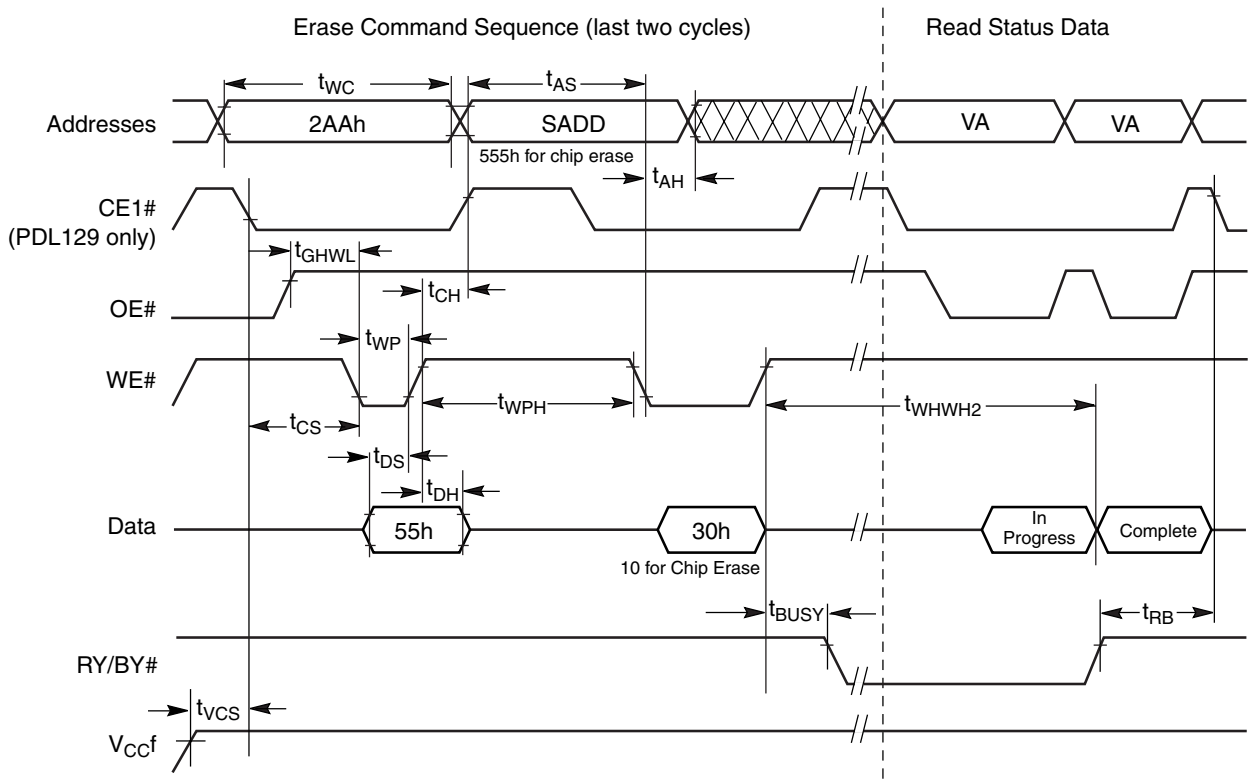 Erase Command Sequence (last two cycles)
Read Status Data
tWC
tAS
Addresses
2AAh
SADD
VA
VA
555h for chip erase
tAH
CE1#
(PDL129 only)
tGHWL
OE#
tCH
tWP
WE#
tWPH
tWHWH2
tCS
tDS
tDH
Data
55h
30h
In
Progress
Complete
10 for Chip Erase
tBUSY
tRB
RY/BY#
tVCS
VCCf